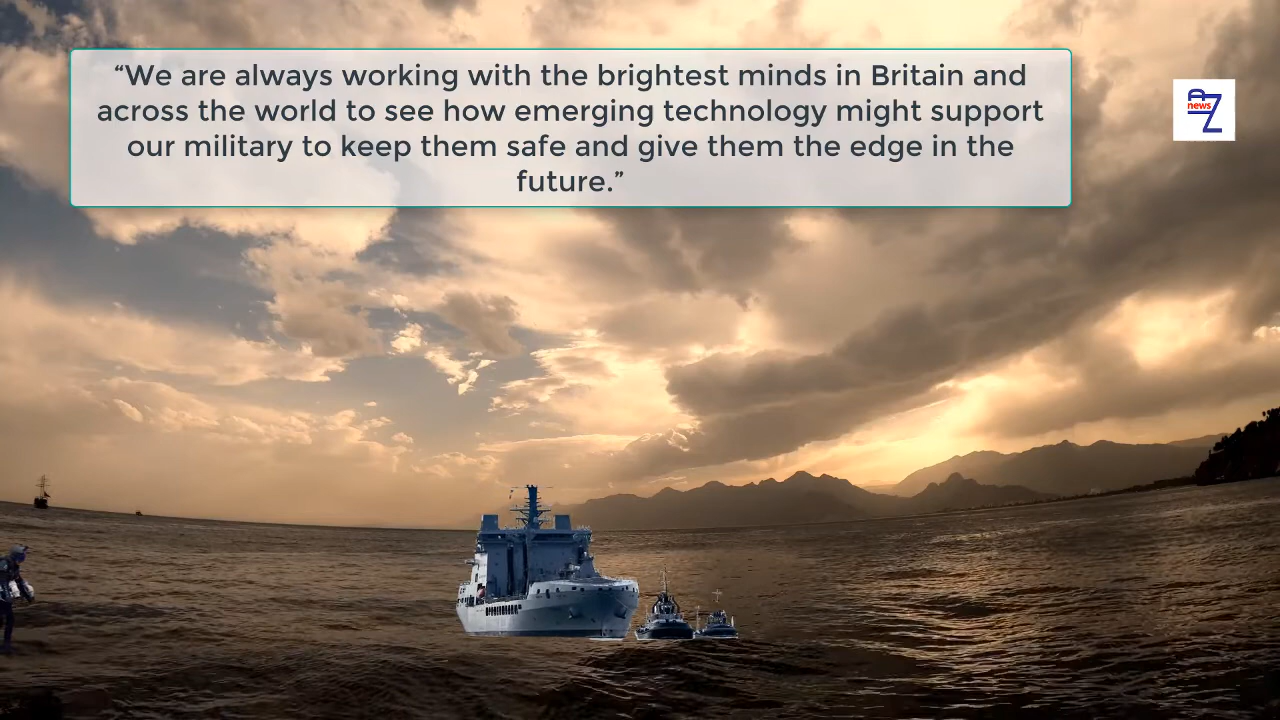 “We are always working with the brightest minds in Britain and
across the world to see how emerging technology might support
our military to keep them safe and give them the edge in the
future.”
A
news
Z